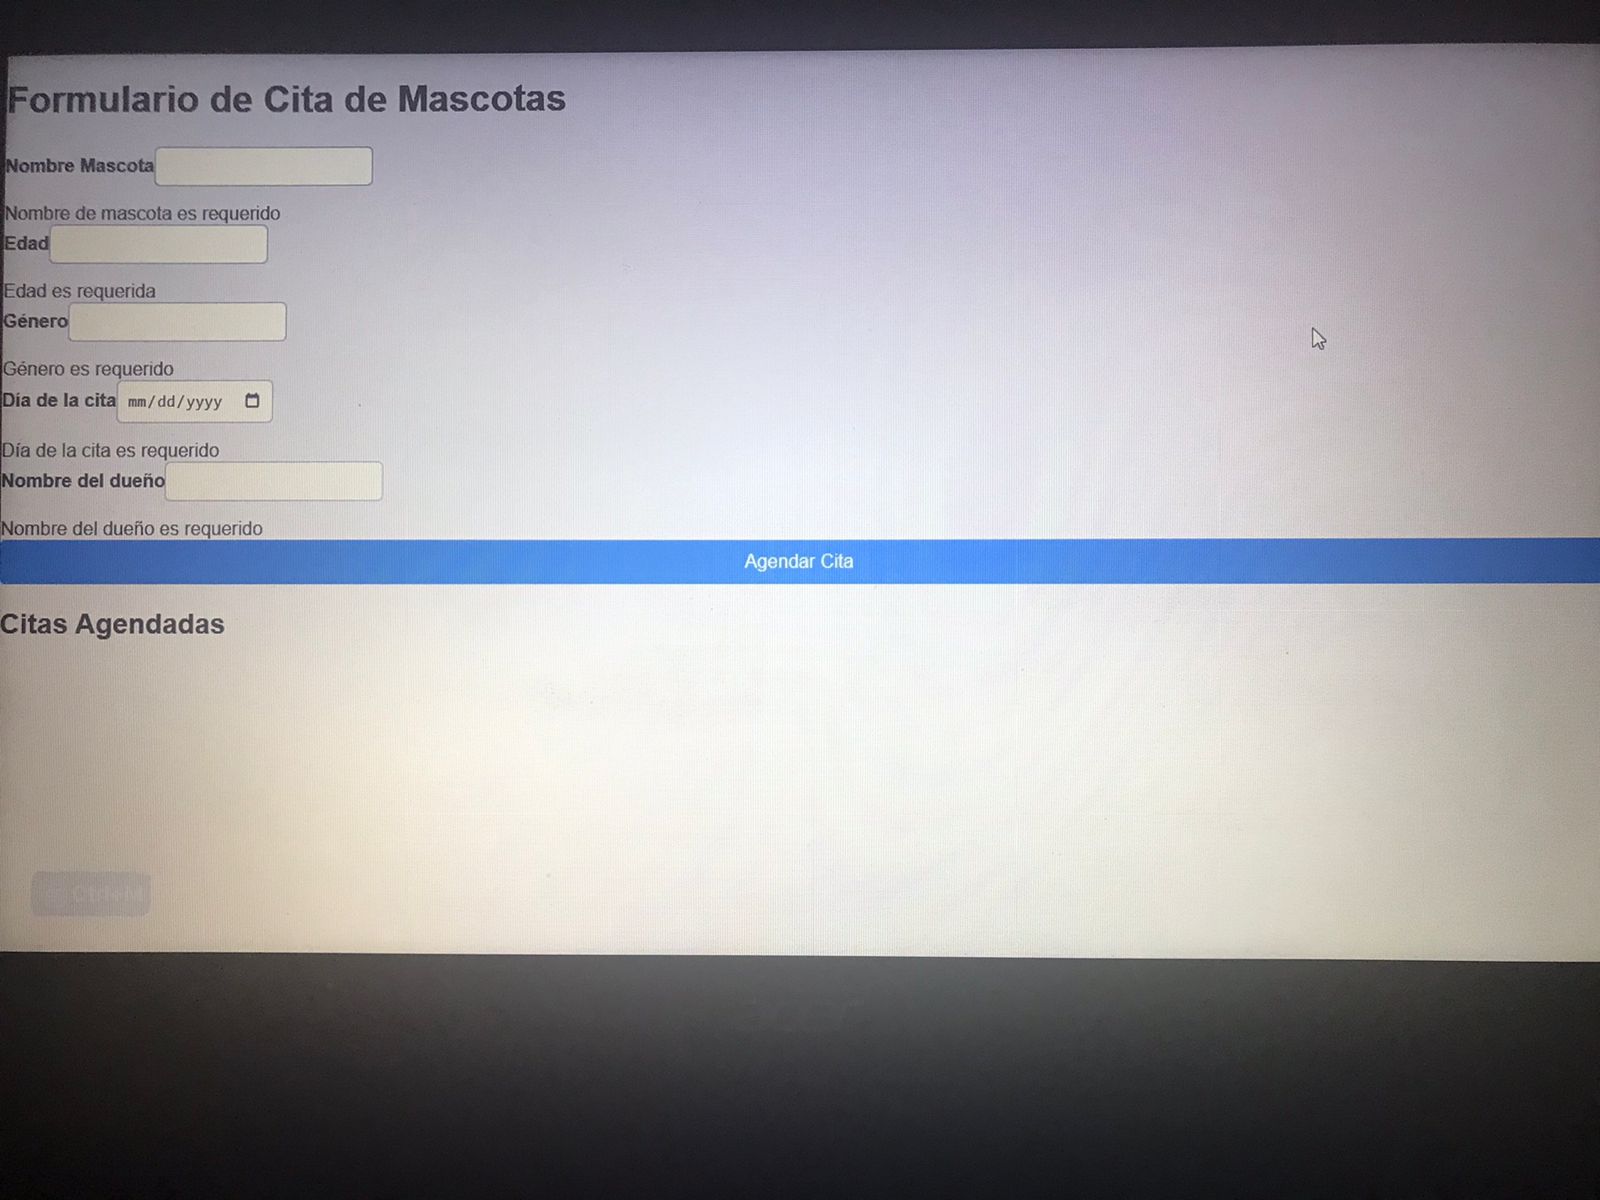 Formulario de Cita de Mascotas
Nombre Mascota
Nombre de mascota es requerido
Edad
Edad es requerida
Género
Género es requerido
Día de la cita mm/dd/yyyy
Día de la cita es requerido
Nombre del dueño
Nombre del dueño es requerido
Agendar Cita
Citas Agendadas